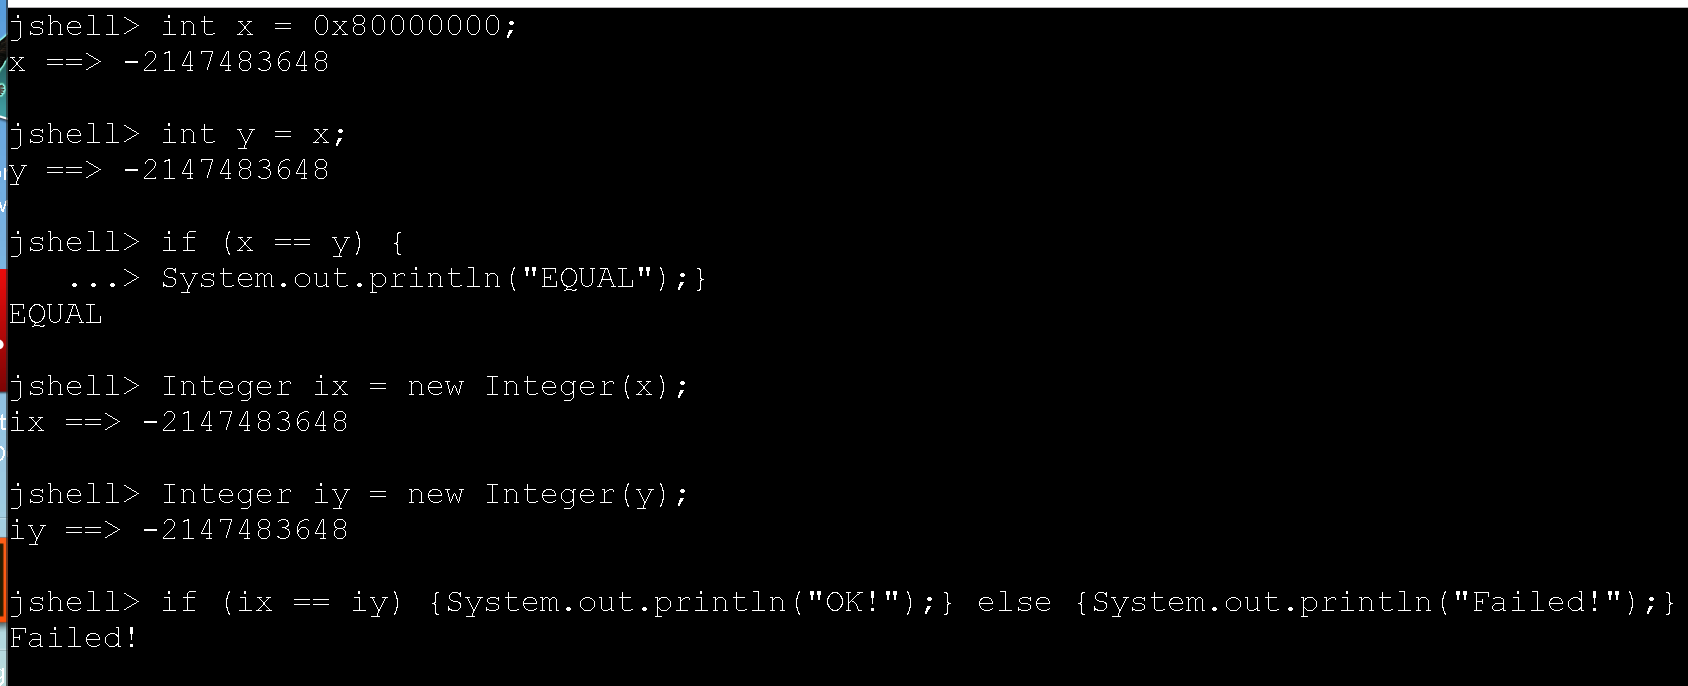 jshell> int x = 0x80000000;
x ==> -2147483648
jshell> int y = x;
y ==> -2147483648
jshell> if (x == y) {
   ...> System.out.println("EQUAL");}
EQUAL
jshell> Integer ix = new Integer(x);
ix ==> -2147483648
jshell> Integer iy = new Integer(y);
iy ==> -2147483648
jshell> if (ix == iy) {System.out.println("OK!");} else {System.out.println("Failed!");}
Failed!